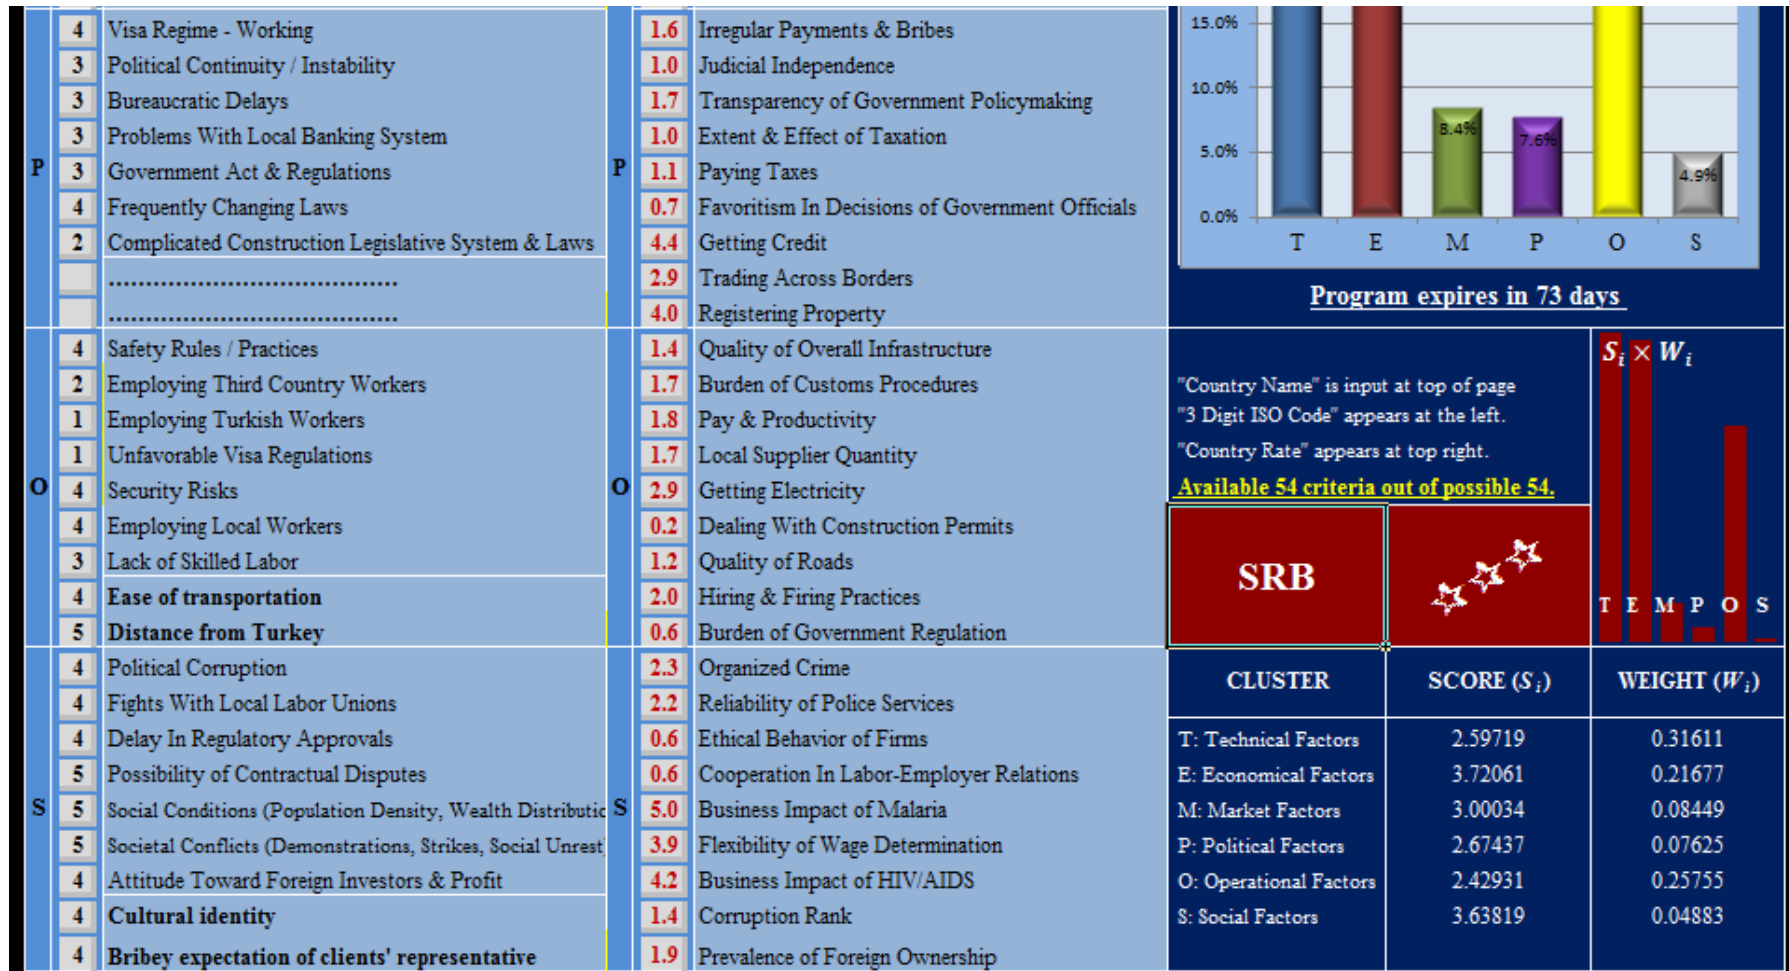 4 Visa Regime - Working
3 Political Continuity / Instability
3 Bureaucratic Delays
3 Problems With Local Banking System
P 3 Government Act & Regulations
4 Frequently Changing Laws
2 Complicated Construction Legislative System & Laws
.......................................
.......................................
4 Safety Rules / Practices
2 Employing Third Country Workers
1 Employing Turkish Workers
1 Unfavorable Visa Regulations
O 4 Security Risks
4 Employing Local Workers
3 Lack of Skilled Labor
4 Ease of transportation
5 Distance from Turkey
4 Political Corruption
4 Fights With Local Labor Unions
4 Delay In Regulatory Approvals
5 Possibility of Contractual Disputes
S 5 Social Conditions (Population Density, Wealth Distributic
5 Societal Conflicts (Demonstrations, Strikes, Social Unrest)
4 Attitude Toward Foreign Investors & Profit
4 Cultural identity
4 Bribey expectation of clients' representative
1.6 Irregular Payments & Bribes
1.0 Judicial Independence
1.7 Transparency of Government Policymaking
1.0 Extent & Effect of Taxation
P 1.1 Paying Taxes
0.7 Favoritism In Decisions of Government Officials
4.4 Getting Credit
2.9 Trading Across Borders
4.0 Registering Property
1.4 Quality of Overall Infrastructure
1.7 Burden of Customs Procedures
1.8 Pay & Productivity
1.7 Local Supplier Quantity
O 2.9 Getting Electricity
0.2 Dealing With Construction Permits
1.2 Quality of Roads
2.0 Hiring & Firing Practices
0.6 Burden of Government Regulation
2.3 Organized Crime
2.2 Reliability of Police Services
0.6 Ethical Behavior of Firms
0.6 Cooperation In Labor-Employer Relations
S 5.0 Business Impact of Malaria
3.9 Flexibility of Wage Determination
4.2 Business Impact of HIV/AIDS
1.4 Corruption Rank
1.9 Prevalence of Foreign Ownership
15.0%
10.0%
5.0%
0.0%
8.4%
7.6%
4.9%
T E M P O S
Program expires in 73 days
"Country Name" is input at top of page
"3 Digit ISO Code" appears at the left.
"Country Rate" appears at top right.
Available 54 criteria out of possible 54.
SRB
Si × Wi
T E M P O S
CLUSTER SCORE (Si) WEIGHT (Wi)
T: Technical Factors 2.59719 0.31611
E: Economical Factors 3.72061 0.21677
M: Market Factors 3.00034 0.08449
P: Political Factors 2.67437 0.07625
O: Operational Factors 2.42931 0.25755
S: Social Factors 3.63819 0.04883